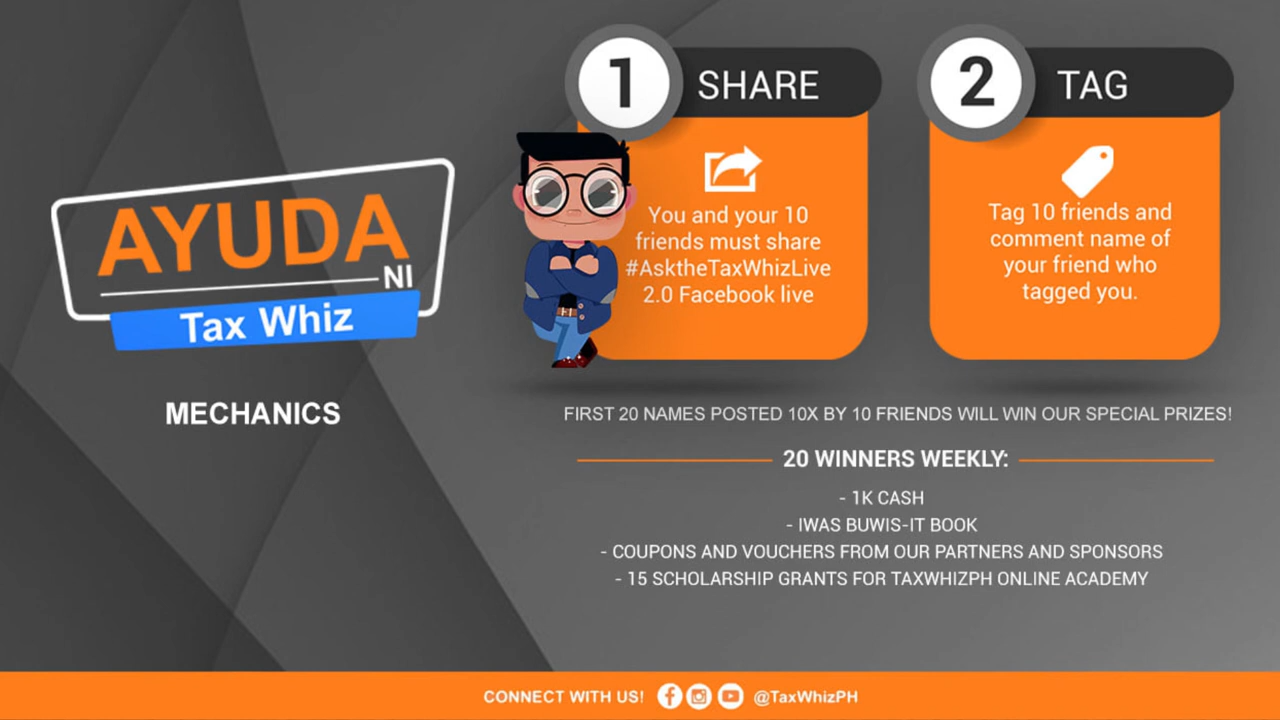 AYUDA
NI
Tax Whiz
MECHANICS
1
SHARE
You and your 10
friends must share
#AsktheTaxWhizLive
2.0 Facebook live
2
TAG
Tag 10 friends and
comment name of
your friend who
tagged you.
FIRST 20 NAMES POSTED 10X BY 10 FRIENDS WILL WIN OUR SPECIAL PRIZES!
20 WINNERS WEEKLY:
- 1K CASH
- IWAS BUWIS-IT BOOK
- COUPONS AND VOUCHERS FROM OUR PARTNERS AND SPONSORS
- 15 SCHOLARSHIP GRANTS FOR TAXWHIZPH ONLINE ACADEMY
CONNECT WITH US! @TaxWhizPH